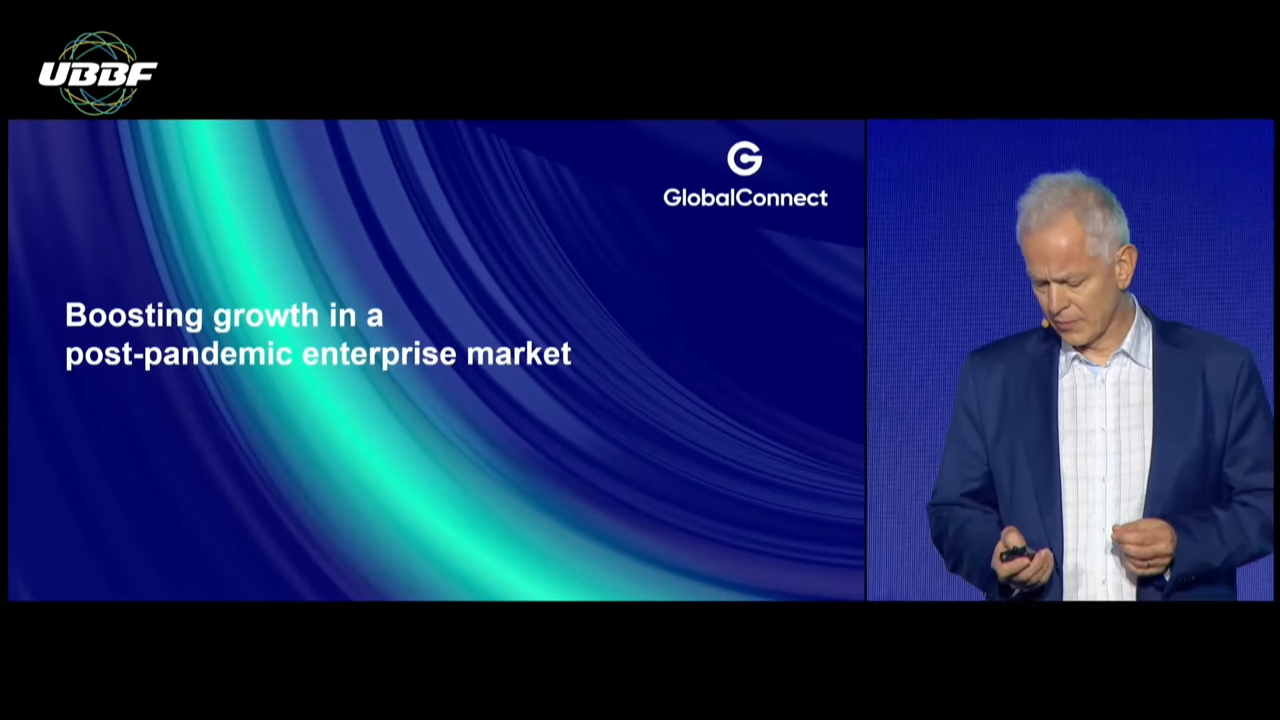 UBBF
GlobalConnect
Boosting growth in a
post-pandemic enterprise market